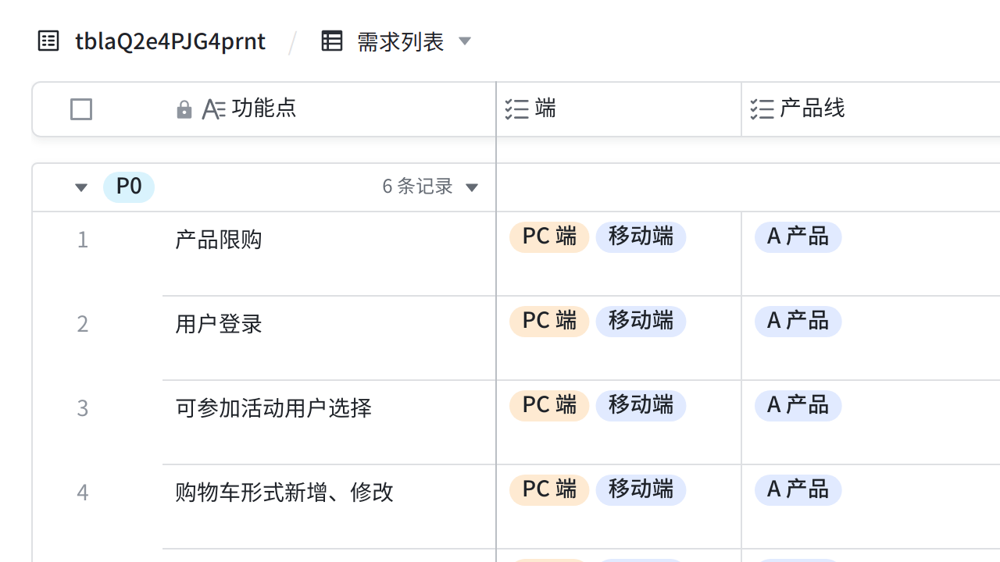 tblaQ2e4PJG4prnt / 需求列表
功能点 端 产品线
P0 6 条记录
1 产品限购 PC 端 移动端 A 产品
2 用户登录 PC 端 移动端 A 产品
3 可参加活动用户选择 PC 端 移动端 A 产品
4 购物车形式新增、修改 PC 端 移动端 A 产品